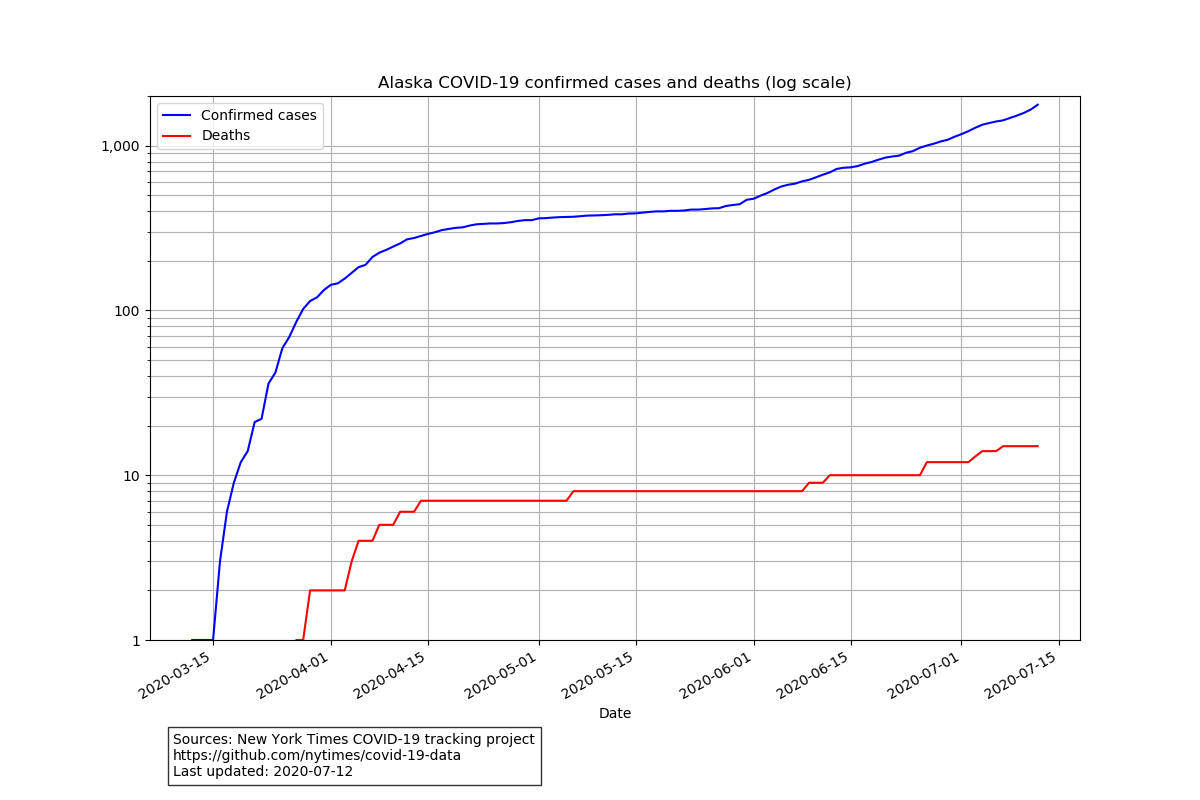 Alaska COVID-19 confirmed cases and deaths (log scale)
Confirmed cases
Deaths
1,000
100
10
1
2020-03-15
2020-04-01
2020-04-15
2020-05-01
2020-05-15
2020-06-01
2020-06-15
2020-07-01
2020-07-15
Date
Sources: New York Times COVID-19 tracking project
https://github.com/nytimes/covid-19-data
Last updated: 2020-07-12